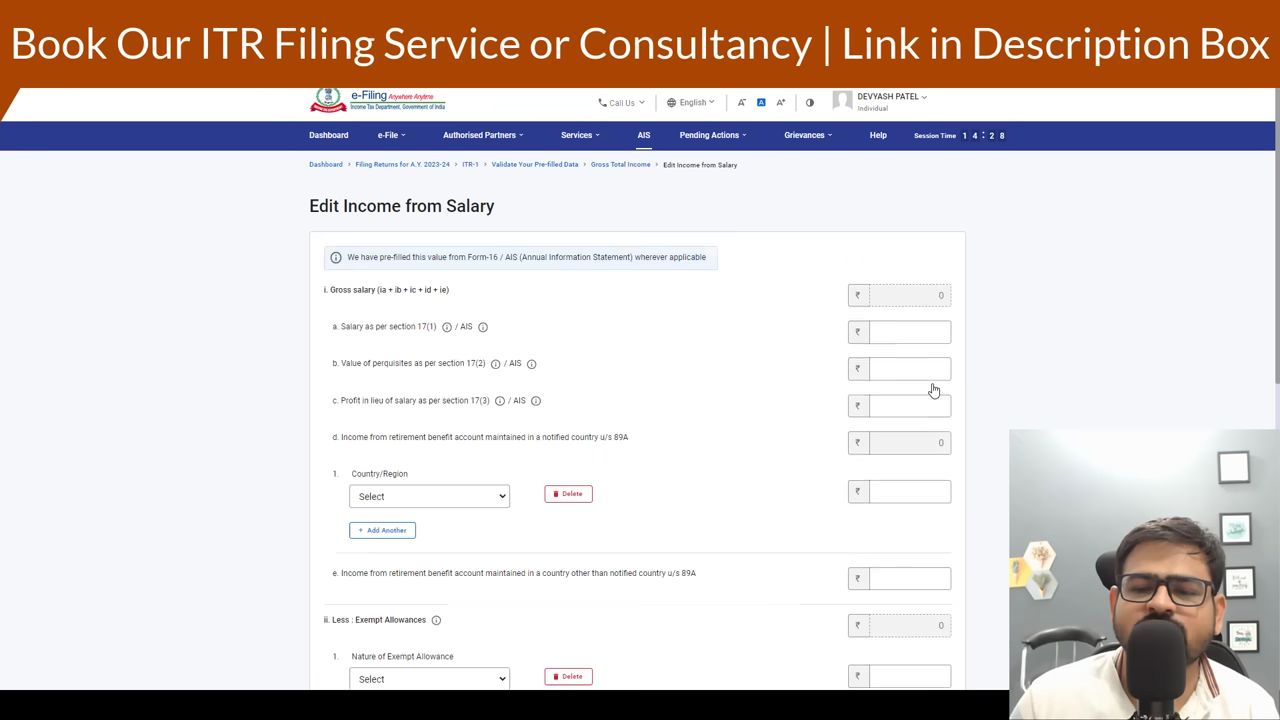 Book Our ITR Filing Service or Consultancy | Link in Description Box
e-Filing Anywhere Anytime
Income Tax Department, Government of India
Call Us
English
A-
A
A+
DEVYASH PATEL
Individual
Dashboard e-File Authorised Partners Services AIS Pending Actions Grievances Help Session Time 1 4 : 2 8
Dashboard > Filing Returns for A.Y. 2023-24 > ITR-1 > Validate Your Pre-filled Data > Gross Total Income > Edit Income from Salary
Edit Income from Salary
We have pre-filled this value from Form-16 / AIS (Annual Information Statement) wherever applicable
i. Gross salary (ia + ib + ic + id + ie) ₹ 0
a. Salary as per section 17(1) / AIS ₹
b. Value of perquisites as per section 17(2) / AIS ₹
c. Profit in lieu of salary as per section 17(3) / AIS ₹
d. Income from retirement benefit account maintained in a notified country u/s 89A ₹ 0
1. Country/Region
Select Delete ₹
+ Add Another
e. Income from retirement benefit account maintained in a country other than notified country u/s 89A ₹
ii. Less : Exempt Allowances ₹ 0
1. Nature of Exempt Allowance
Select Delete ₹